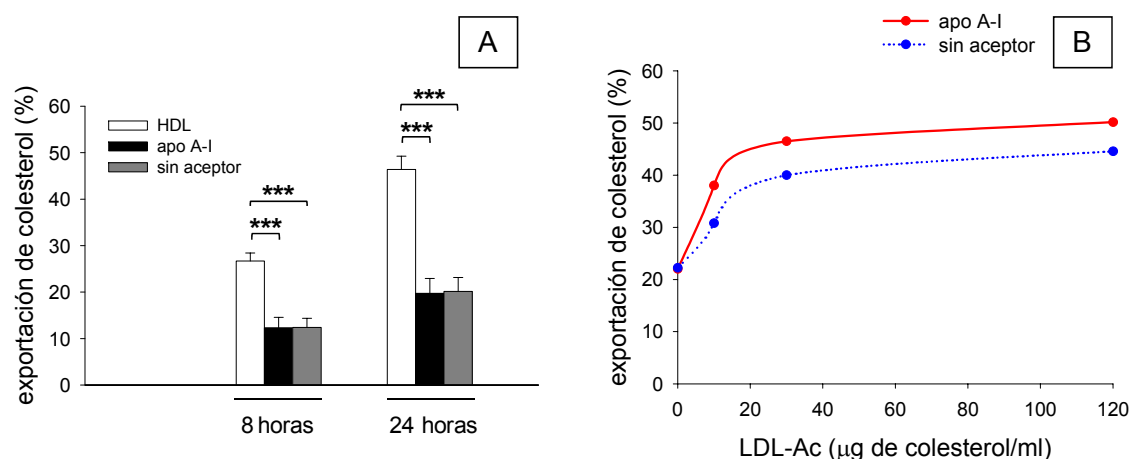 A
exportación de colesterol (%)
60
50
40
30
20
10
0
HDL
apo A-I
sin aceptor
***
***
***
***
8 horas
24 horas
apo A-I
sin aceptor
B
exportación de colesterol (%)
60
50
40
30
20
10
0
0 20 40 60 80 100 120
LDL-Ac (μg de colesterol/ml)